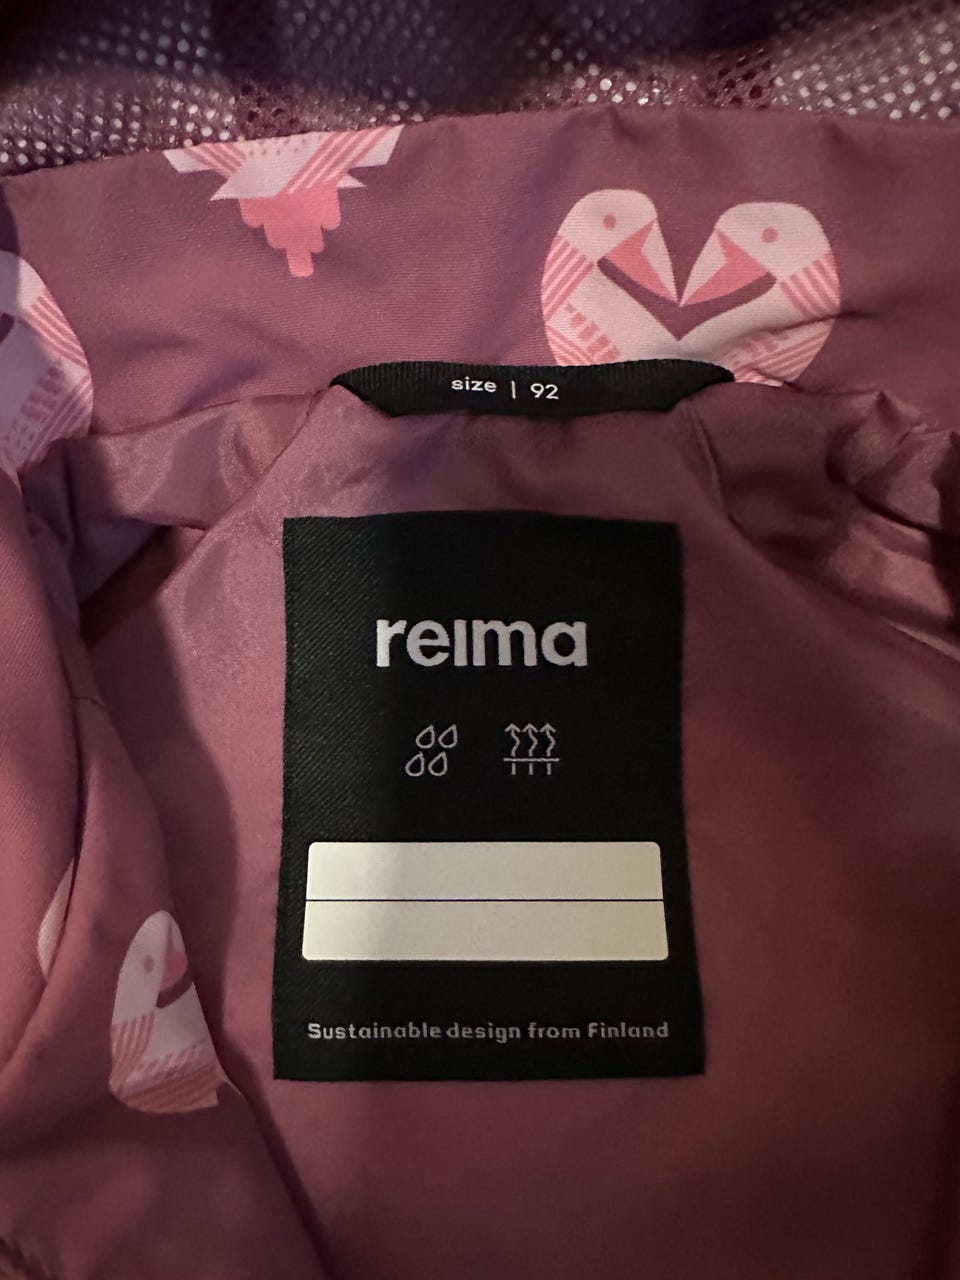 size | 92
reima
Sustainable design from Finland